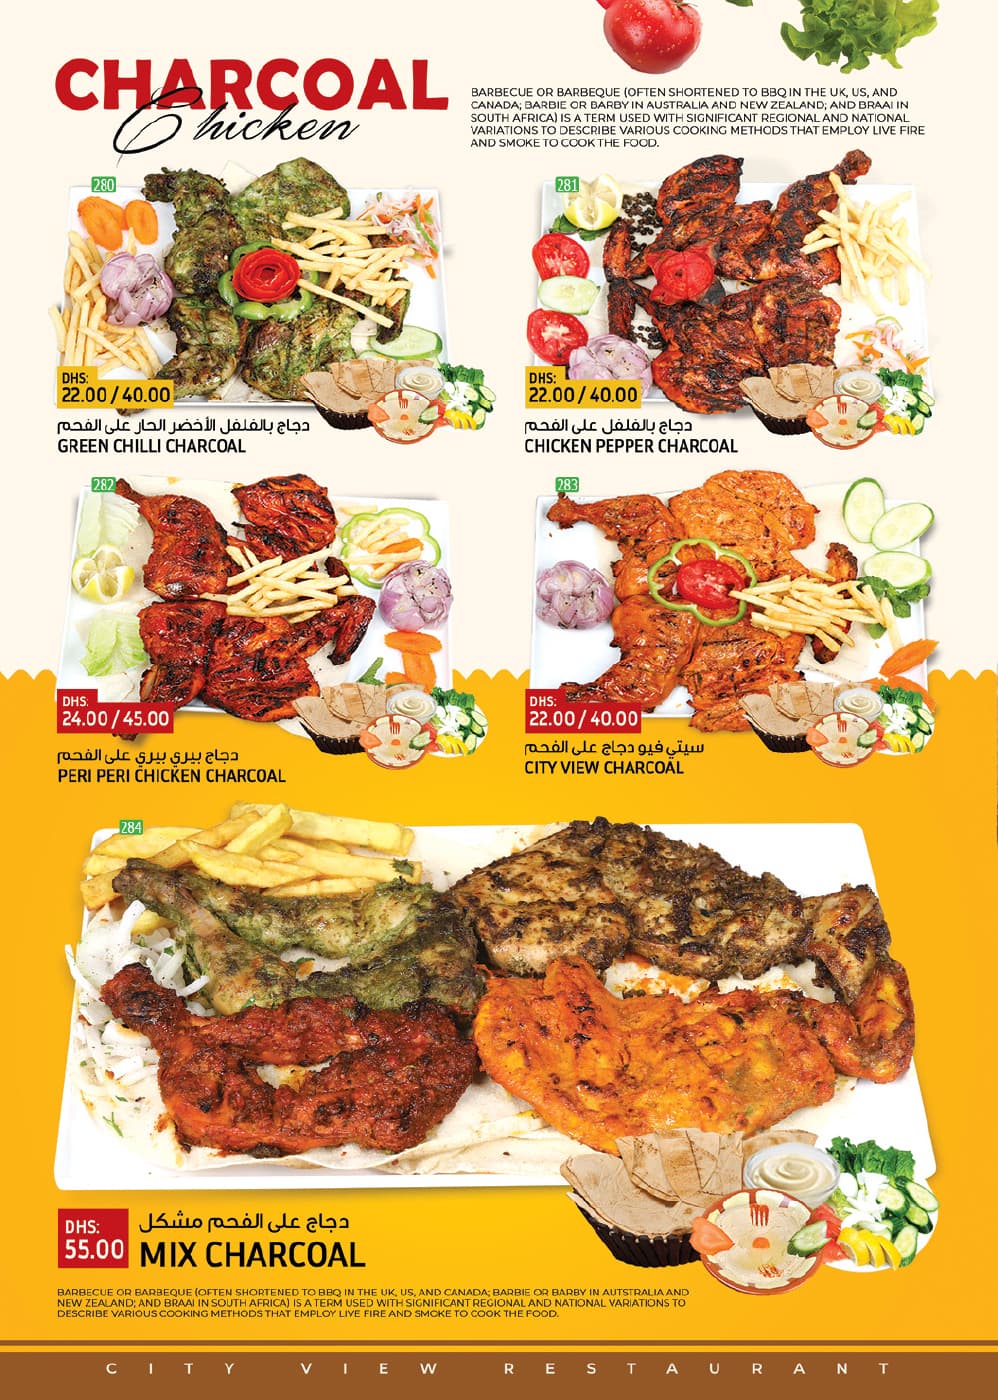 CHARCOAL
Chicken
BARBECUE OR BARBEQUE (OFTEN SHORTENED TO BBQ IN THE UK, US, AND
CANADA; BARBIE OR BARBY IN AUSTRALIA AND NEW ZEALAND; AND BRAAI IN
SOUTH AFRICA) IS A TERM USED WITH SIGNIFICANT REGIONAL AND NATIONAL
VARIATIONS TO DESCRIBE VARIOUS COOKING METHODS THAT EMPLOY LIVE FIRE
AND SMOKE TO COOK THE FOOD.
280
DHS:
22.00 / 40.00
دجاج بالفلفل الأخضر الحار على الفحم
GREEN CHILLI CHARCOAL
281
DHS:
22.00 / 40.00
دجاج بالفلفل على الفحم
CHICKEN PEPPER CHARCOAL
282
DHS:
24.00 / 45.00
دجاج بيري بيري على الفحم
PERI PERI CHICKEN CHARCOAL
283
DHS:
22.00 / 40.00
سيتي فيو دجاج على الفحم
CITY VIEW CHARCOAL
284
DHS:
55.00
دجاج على الفحم مشكل
MIX CHARCOAL
BARBECUE OR BARBEQUE (OFTEN SHORTENED TO BBQ IN THE UK, US, AND CANADA; BARBIE OR BARBY IN AUTSTRALIA AND
NEW ZEALAND; AND BRAAI IN SOUTH AFRICA) IS A TERM USED WITH SIGNIFICANT REGIONAL AND NATIONAL VARIATIONS TO
DESCRIBE VARIOUS COOKING METHODS THAT EMPLOY LIVE FIRE AND SMOKE TO COOK THE FOOD.
CITY VIEW RESTAURANT